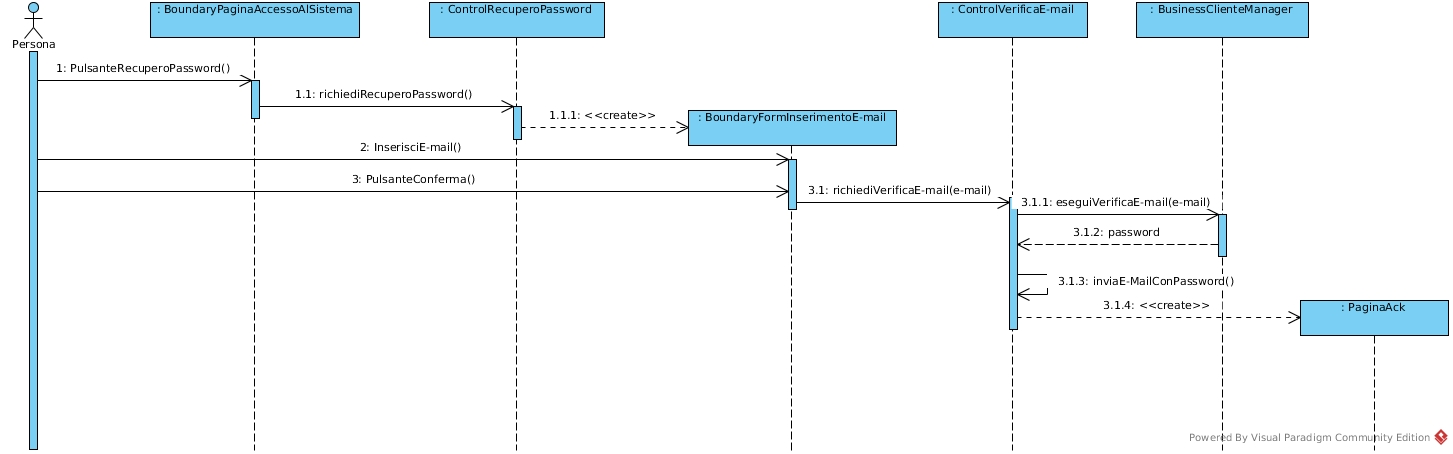 : BoundaryPaginaAccessoAlSistema
: ControlRecuperoPassword
: ControlVerificaE-mail
: BusinessClienteManager
Persona
1: PulsanteRecuperoPassword()
1.1: richiediRecuperoPassword()
1.1.1: <<create>>
: BoundaryFormInserimentoE-mail
2: InserisciE-mail()
3: PulsanteConferma()
3.1: richiediVerificaE-mail(e-mail)
3.1.1: eseguiVerificaE-mail(e-mail)
3.1.2: password
3.1.3: inviaE-MailConPassword()
3.1.4: <<create>>
: PaginaAck
Powered By Visual Paradigm Community Edition